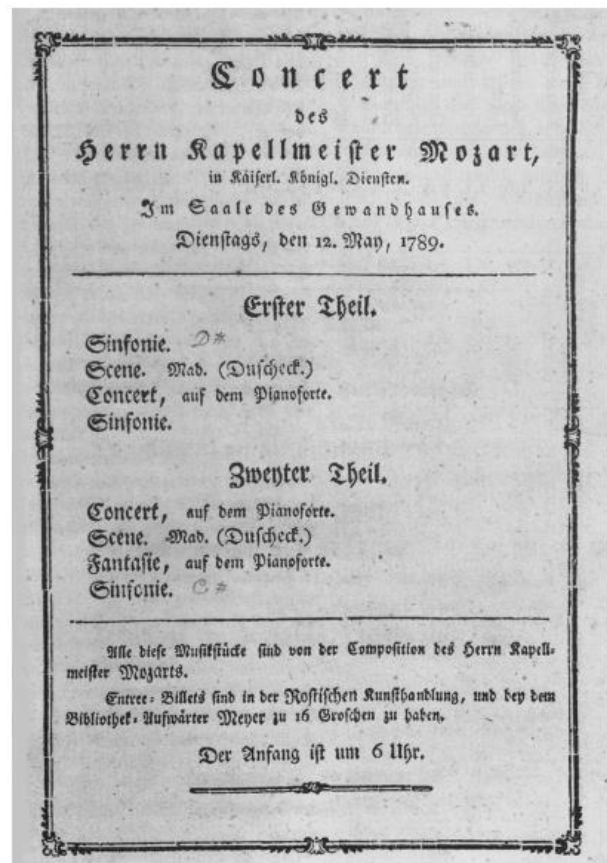 Concert
des
Herrn Kapellmeister Mozart,
in Käiserl. Königl. Diensten.
Im Saale des Gewandhauses.
Dienstags, den 12. May, 1789.
Erster Theil.
Sinfonie. D*
Scene. Mad. (Duscheck.)
Concert, auf dem Pianoforte.
Sinfonie.
Zweyter Theil.
Concert, auf dem Pianoforte.
Scene. Mad. (Duscheck.)
Fantasie, auf dem Pianoforte.
Sinfonie. C*
Alle diese Musikstücke sind von der Composition des Herrn Kapell-
meister Mozarts.
Entree-Billets sind in der Rostischen Kunsthandlung, und bey dem
Bibliothek-Aufwärter Meyer zu 16 Groschen zu haben.
Der Anfang ist um 6 Uhr.